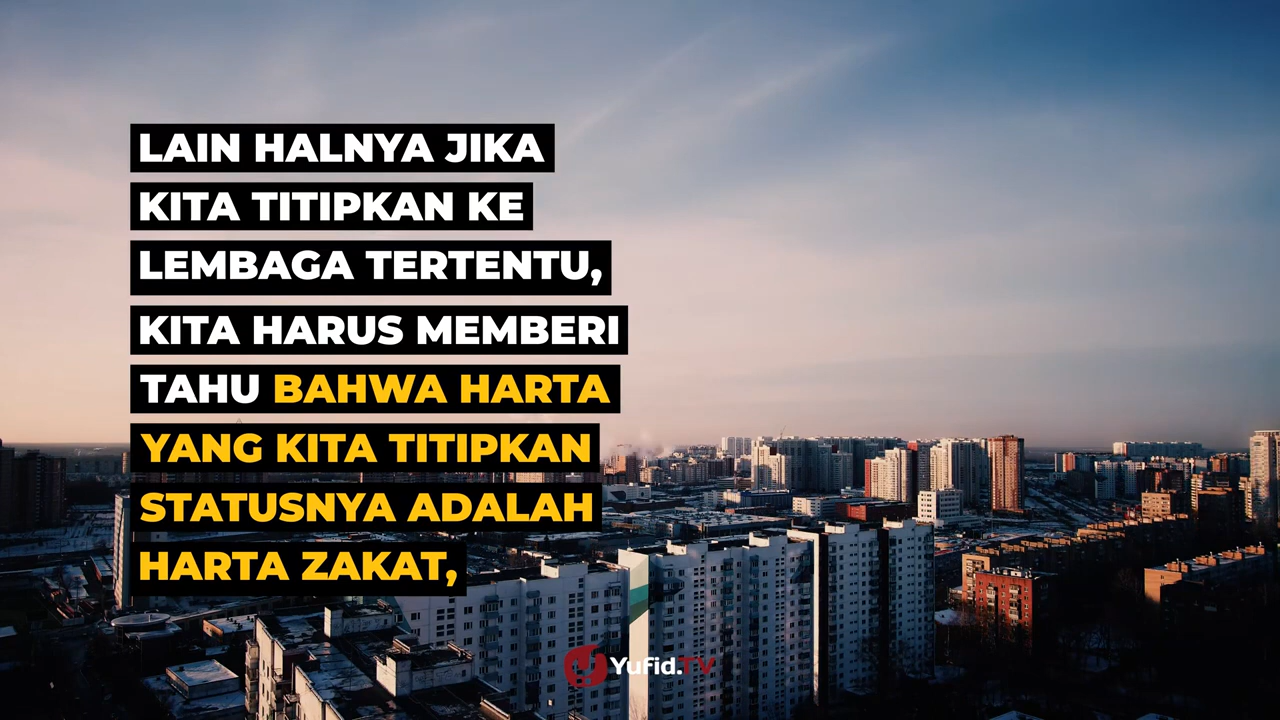 LAIN HALNYA JIKA
KITA TITIPKAN KE
LEMBAGA TERTENTU,
KITA HARUS MEMBERI
TAHU BAHWA HARTA
YANG KITA TITIPKAN
STATUSNYA ADALAH
HARTA ZAKAT,
Yufid.TV